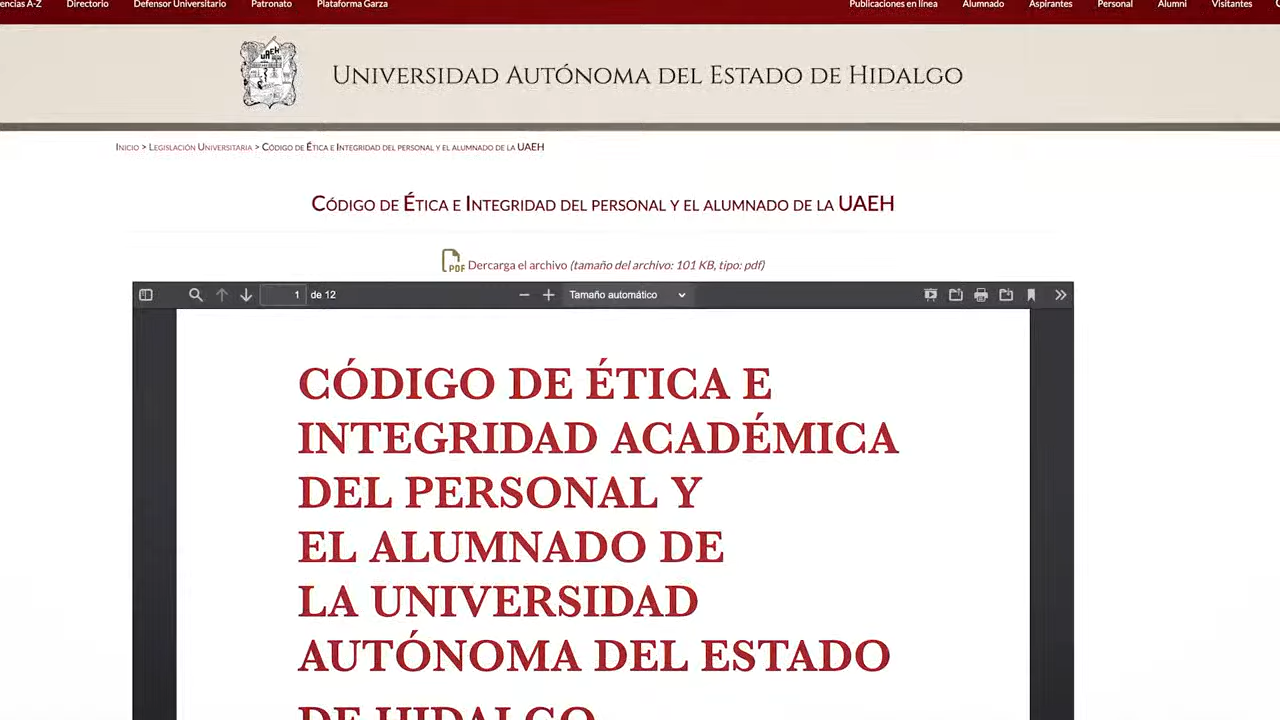 encias A-Z Directorio Defensor Universitario Patronato Plataforma Garza Publicaciones en línea Alumnado Aspirantes Personal Alumni Visitantes
UAEH
Universidad Autónoma del Estado de Hidalgo
Inicio > Legislación Universitaria > Código de Ética e Integridad del personal y el alumnado de la UAEH
Código de Ética e Integridad del personal y el alumnado de la UAEH
PDF Dercarga el archivo (tamaño del archivo: 101 KB, tipo: pdf)
1 de 12 Tamaño automático
CÓDIGO DE ÉTICA E
INTEGRIDAD ACADÉMICA
DEL PERSONAL Y
EL ALUMNADO DE
LA UNIVERSIDAD
AUTÓNOMA DEL ESTADO
DE HIDALGO